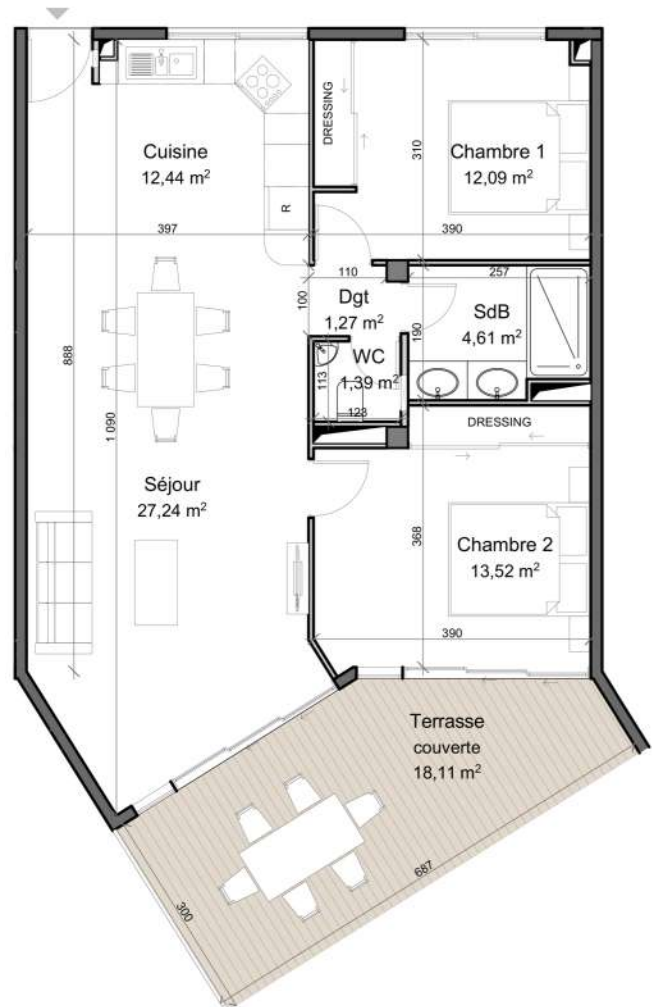 Cuisine
12,44 m²
DRESSING
Chambre 1
12,09 m²
310
397
390
R
110
257
100
Dgt
1,27 m²
190
SdB
4,61 m²
WC
1,39 m²
113
123
888
1 090
DRESSING
Séjour
27,24 m²
368
Chambre 2
13,52 m²
390
Terrasse
couverte
18,11 m²
687
300